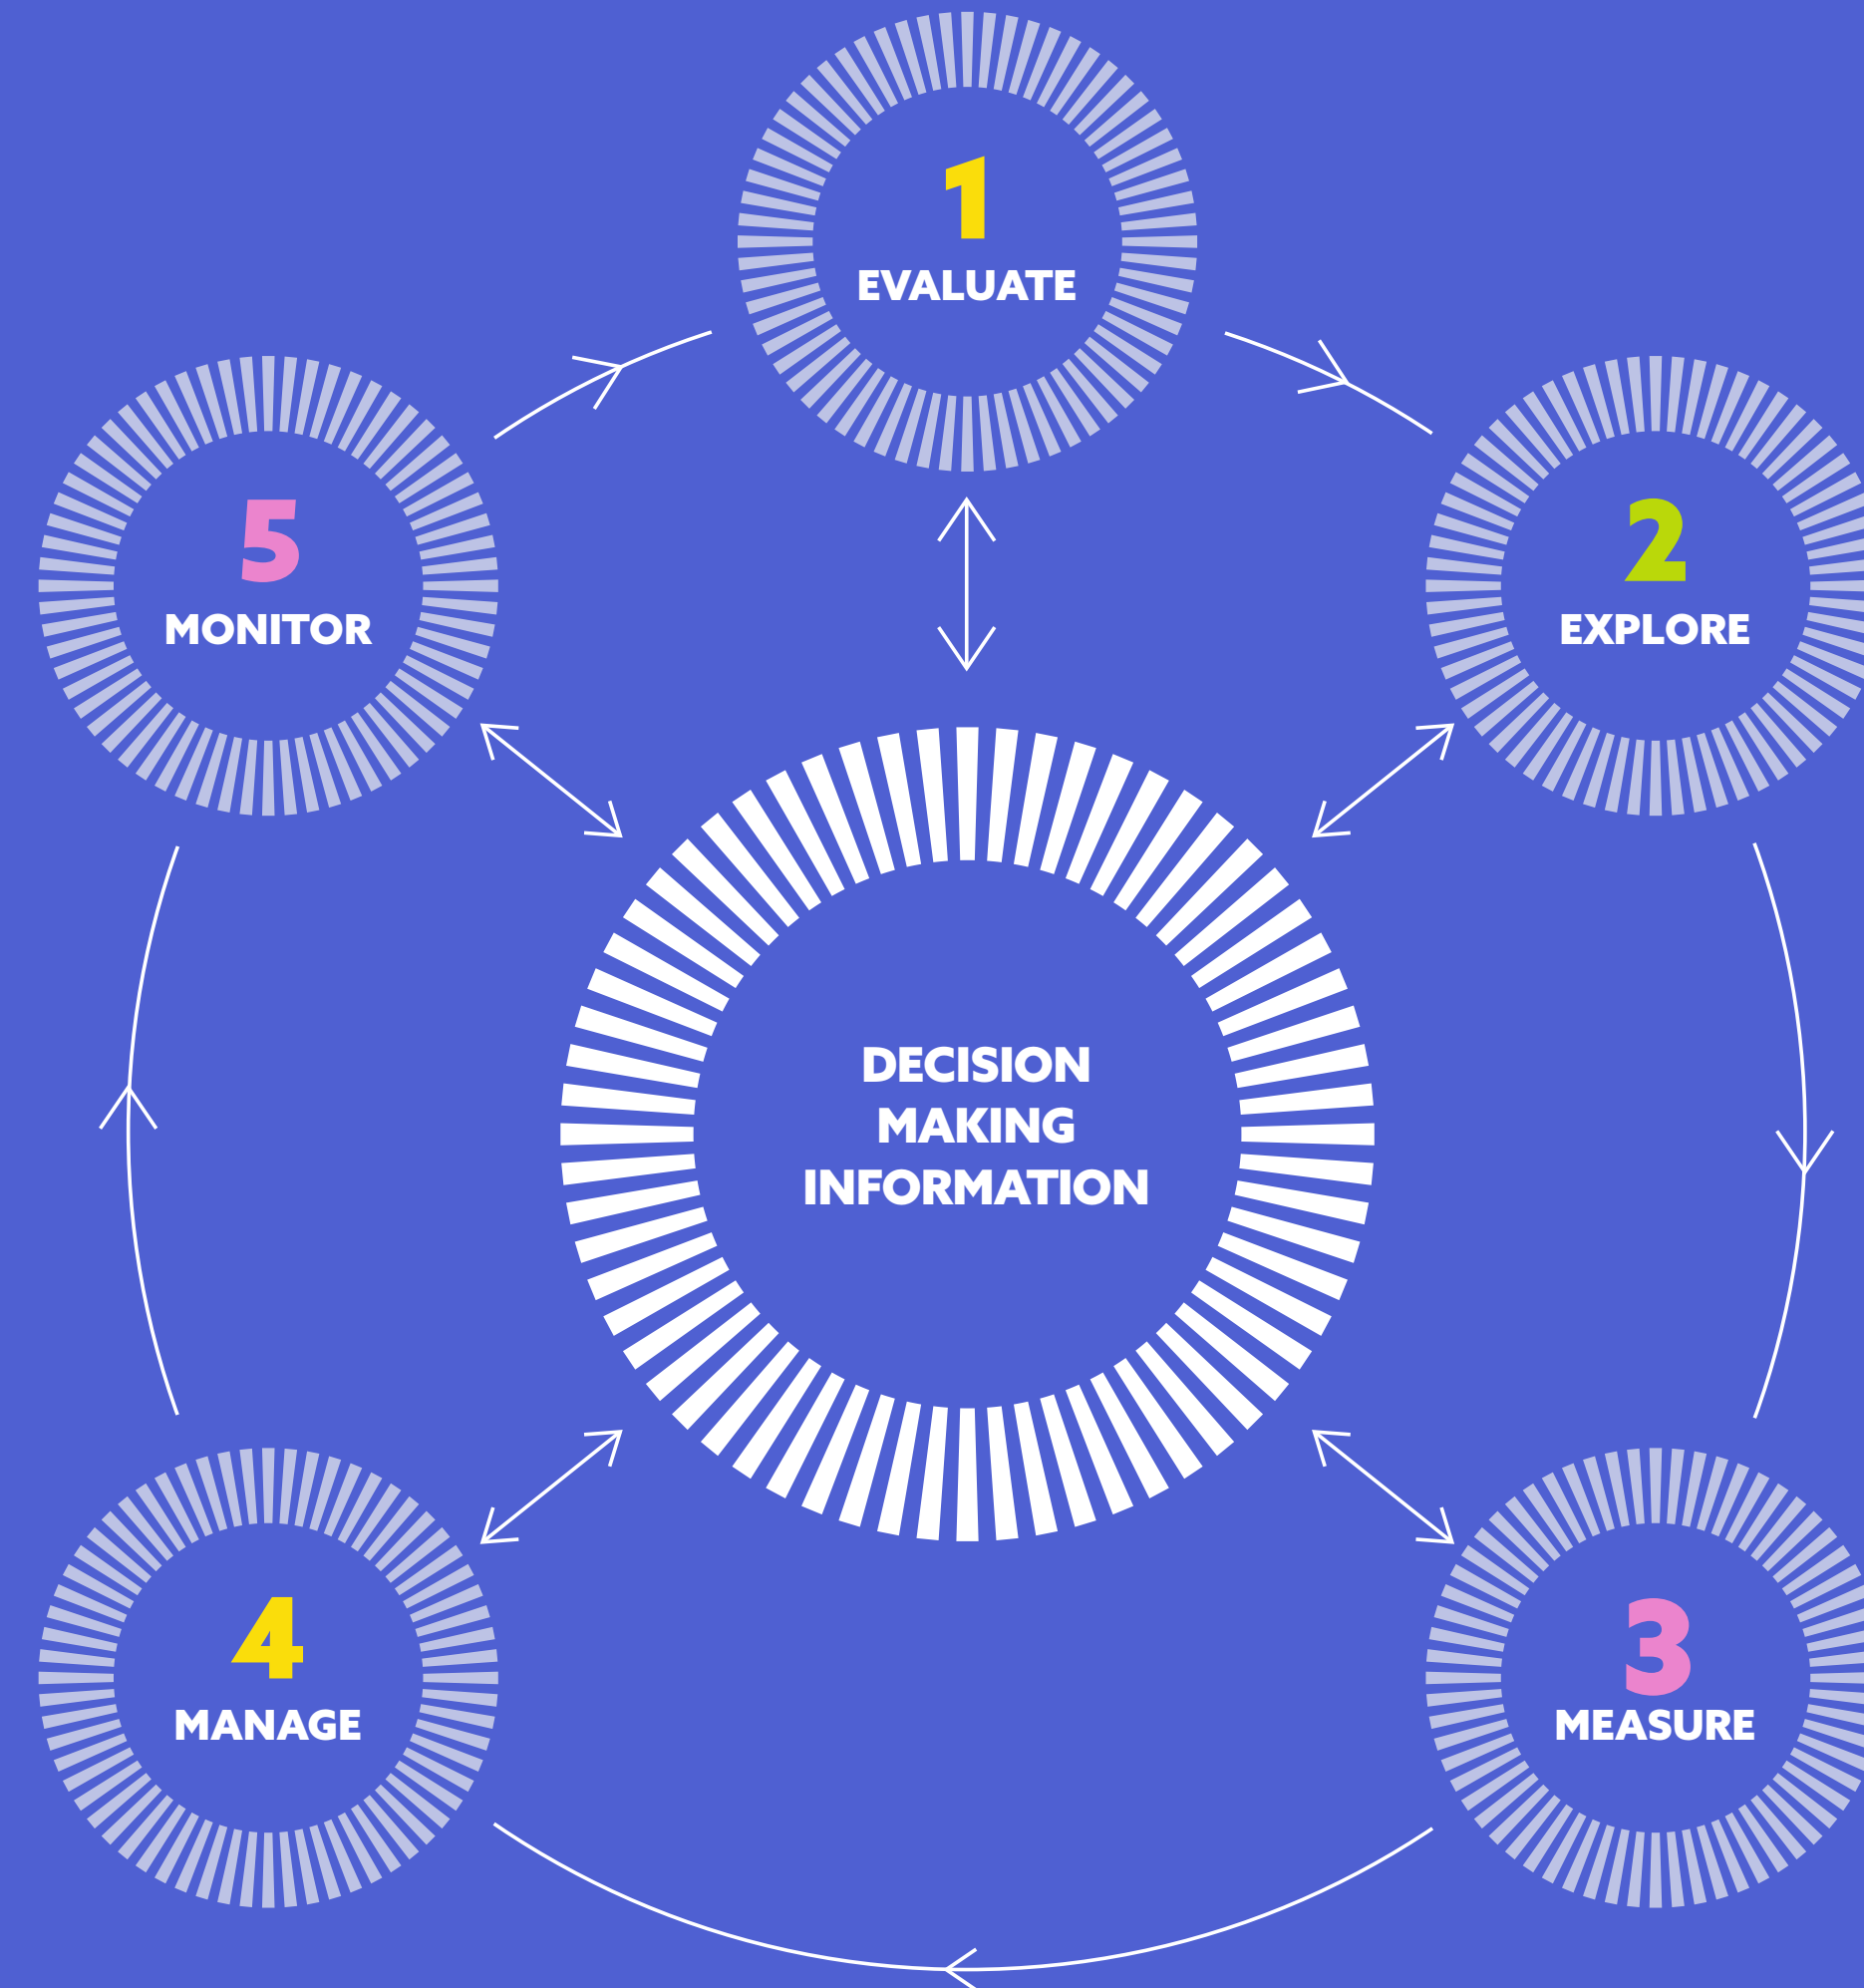 1
EVALUATE
2
EXPLORE
3
MEASURE
4
MANAGE
5
MONITOR
DECISION
MAKING
INFORMATION